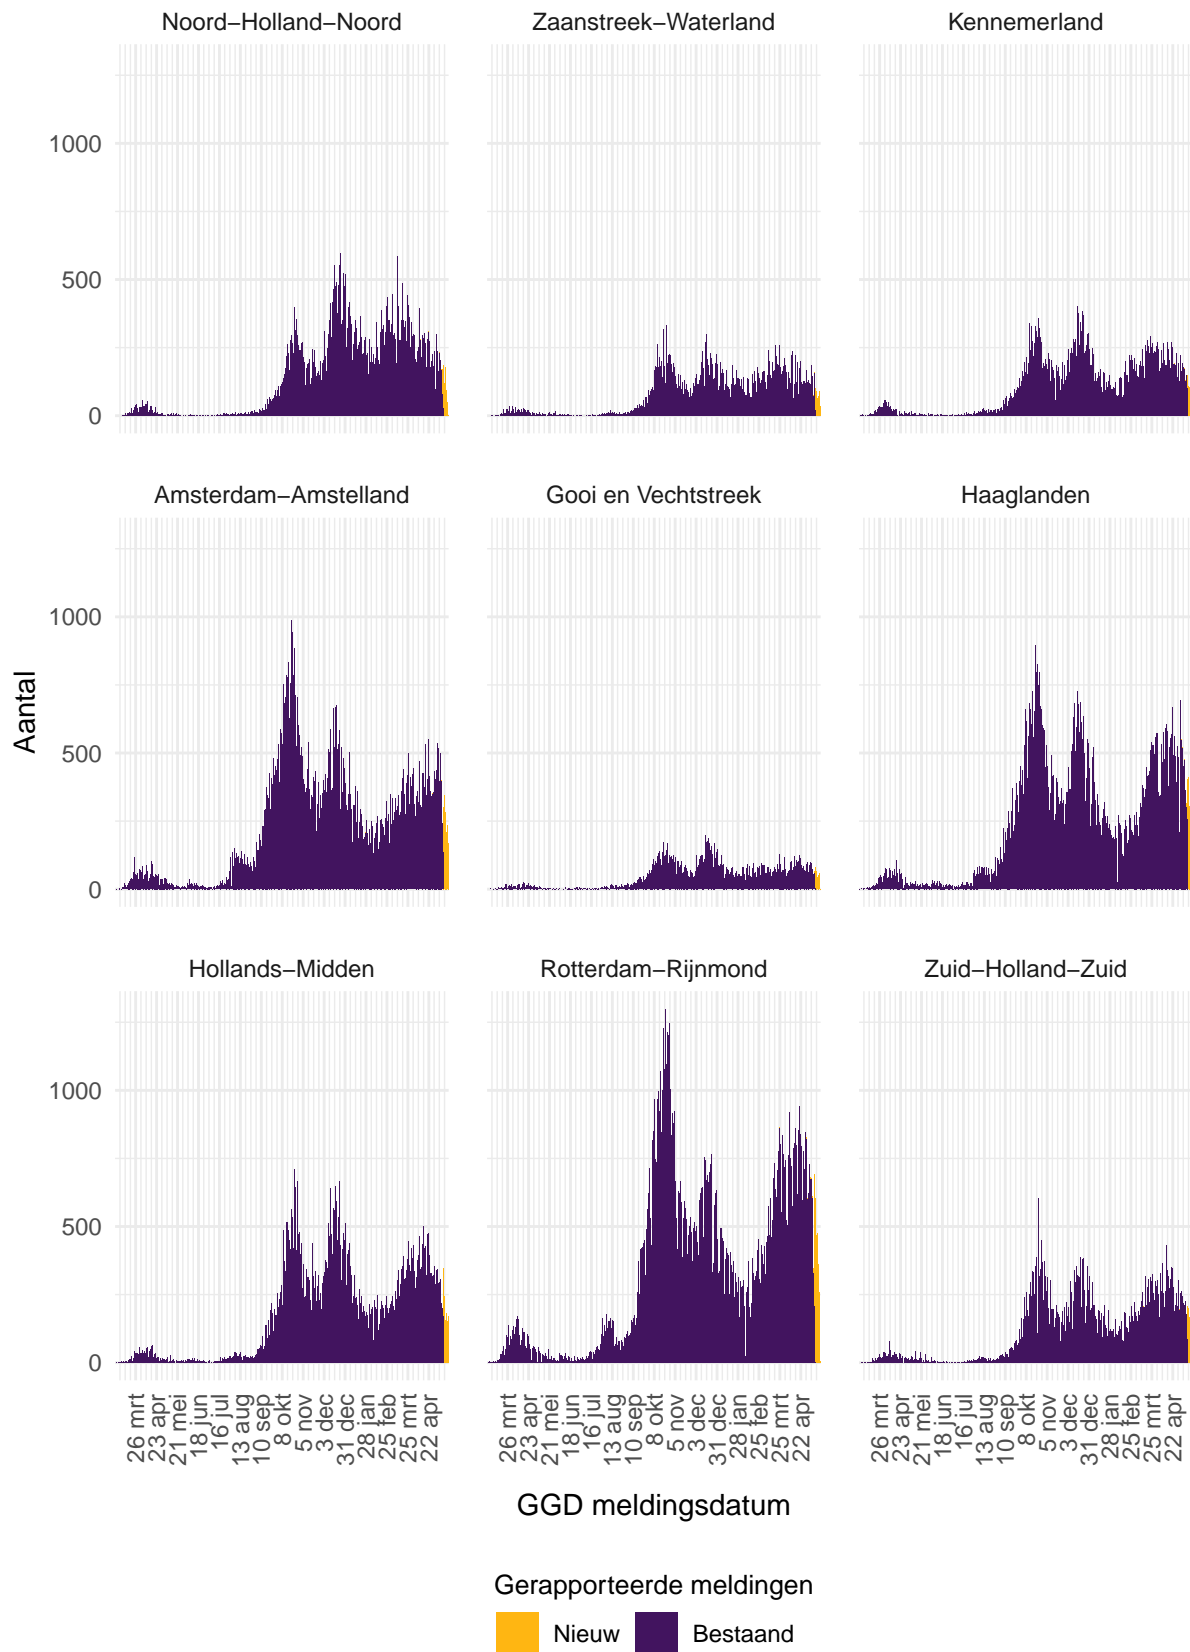 Noord–Holland–Noord Zaanstreek–Waterland Kennemerland
1000
500
0
Amsterdam–Amstelland Gooi en Vechtstreek Haaglanden
1000
500
0
Aantal
Hollands–Midden Rotterdam–Rijnmond Zuid–Holland–Zuid
1000
500
0
26 mrt 23 apr 21 mei 18 jun 16 jul 13 aug 10 sep 8 okt 5 nov 3 dec 31 dec 28 jan 25 feb 25 mrt 22 apr
26 mrt 23 apr 21 mei 18 jun 16 jul 13 aug 10 sep 8 okt 5 nov 3 dec 31 dec 28 jan 25 feb 25 mrt 22 apr
26 mrt 23 apr 21 mei 18 jun 16 jul 13 aug 10 sep 8 okt 5 nov 3 dec 31 dec 28 jan 25 feb 25 mrt 22 apr
GGD meldingsdatum
Gerapporteerde meldingen
Nieuw Bestaand